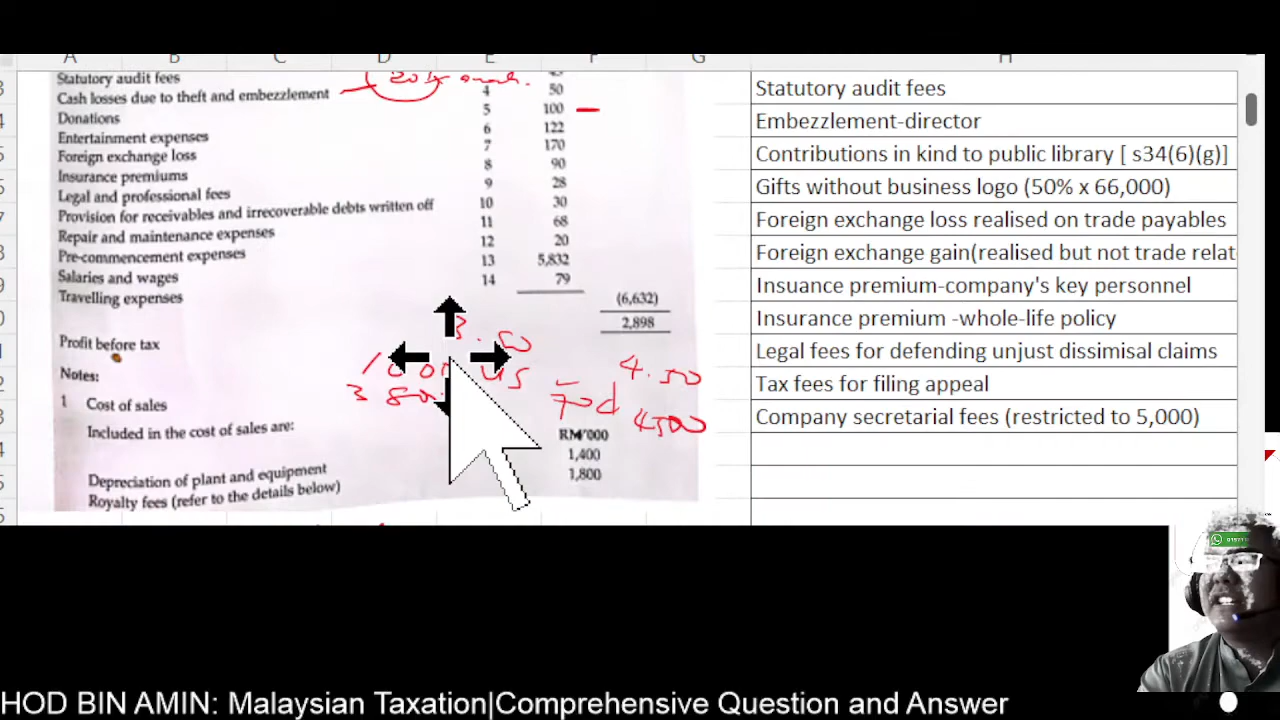 A B C D E F G H
Statutory audit fees
Cash losses due to theft and embezzlement 4 50
Donations 5 100
Entertainment expenses 6 122
Foreign exchange loss 7 170
Insurance premiums 8 90
Legal and professional fees 9 28
Provision for receivables and irrecoverable debts written off 10 30
Repair and maintenance expenses 11 68
Pre-commencement expenses 12 20
Salaries and wages 13 5,832
Travelling expenses 14 79
(6,632)
Profit before tax 2,898
Notes:
1 Cost of sales
Included in the cost of sales are:
RM'000
Depreciation of plant and equipment 1,400
Royalty fees (refer to the details below) 1,800
4.50
4500
Statutory audit fees
Embezzlement-director
Contributions in kind to public library [ s34(6)(g)]
Gifts without business logo (50% x 66,000)
Foreign exchange loss realised on trade payables
Foreign exchange gain(realised but not trade relat
Insuance premium-company's key personnel
Insurance premium -whole-life policy
Legal fees for defending unjust dissimisal claims
Tax fees for filing appeal
Company secretarial fees (restricted to 5,000)
HOD BIN AMIN: Malaysian Taxation|Comprehensive Question and Answer